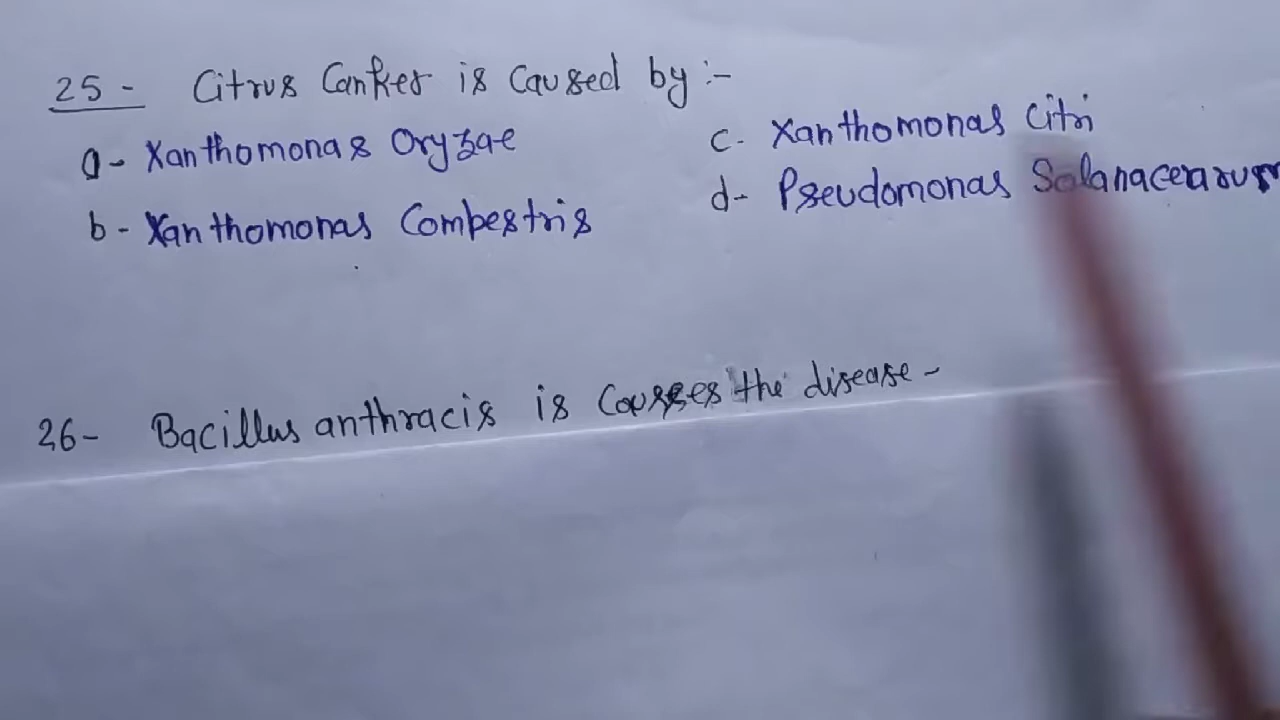 25 - Citrus Canker is Caused by :-
a - Xanthomonas Oryzae
b - Xanthomonas Combestris
c. Xanthomonas Citri
d- Pseudomonas Solanacearum
26- Bacillus anthracis is Causes the disease -